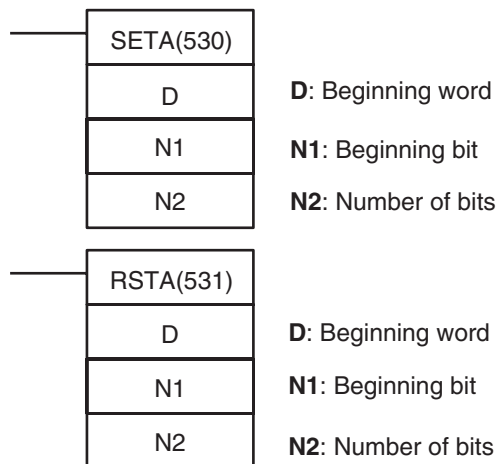 SETA(530)
D D: Beginning word
N1 N1: Beginning bit
N2 N2: Number of bits
RSTA(531)
D D: Beginning word
N1 N1: Beginning bit
N2 N2: Number of bits